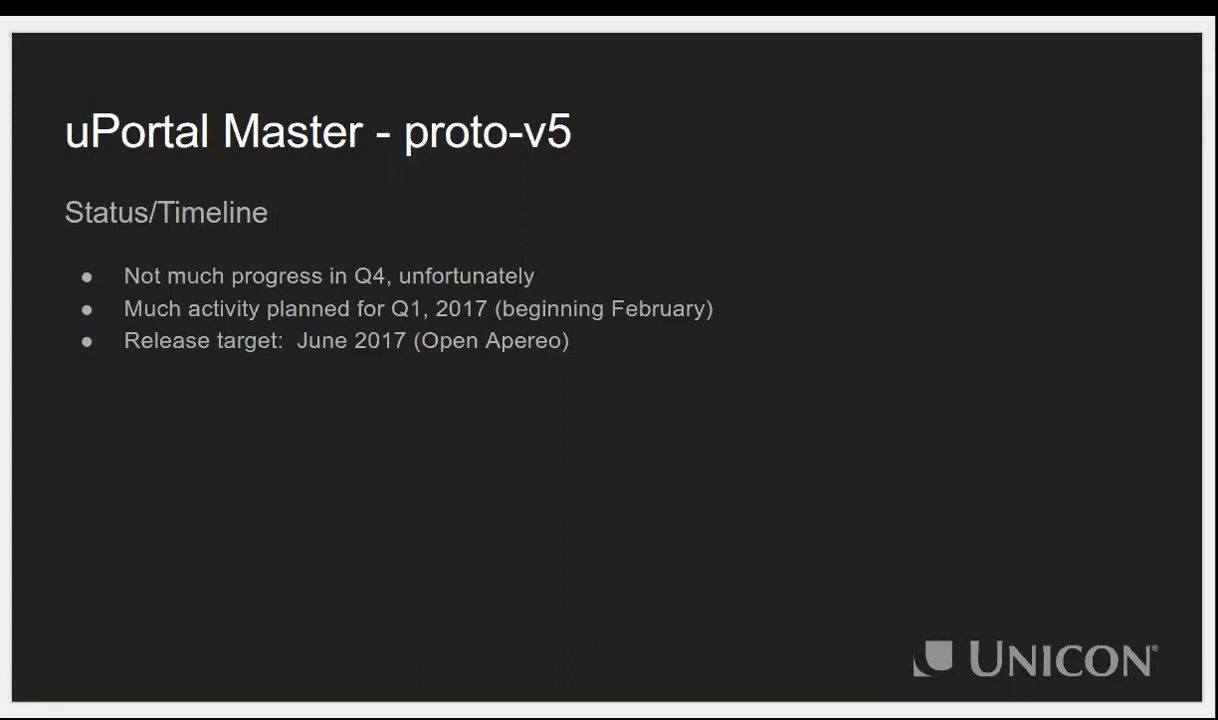 uPortal Master - proto-v5
Status/Timeline
● Not much progress in Q4, unfortunately
● Much activity planned for Q1, 2017 (beginning February)
● Release target:  June 2017 (Open Apereo)
UNICON®